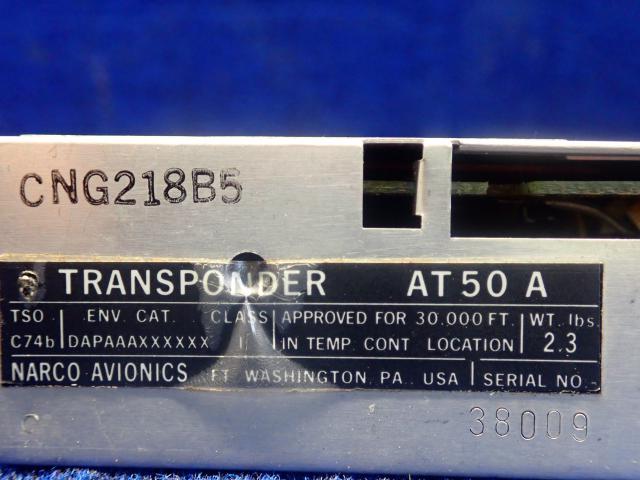 CNG218B5
TRANSPONDER AT50 A
TSO ENV. CAT. CLASS APPROVED FOR 30,000 FT. WT. lbs
C74b DAPAAAXXXXXX I IN TEMP. CONT LOCATION 2.3
NARCO AVIONICS FT. WASHINGTON, PA., USA SERIAL NO.
C 38009